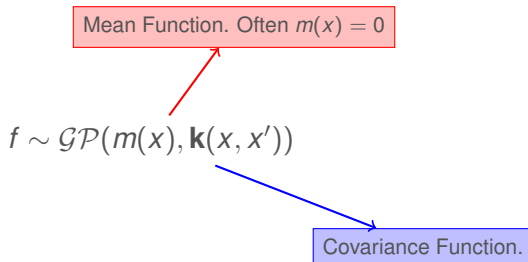 Mean Function. Often m(x) = 0
f ∼ 𝒢𝒫(m(x), k(x, x′))
Covariance Function.